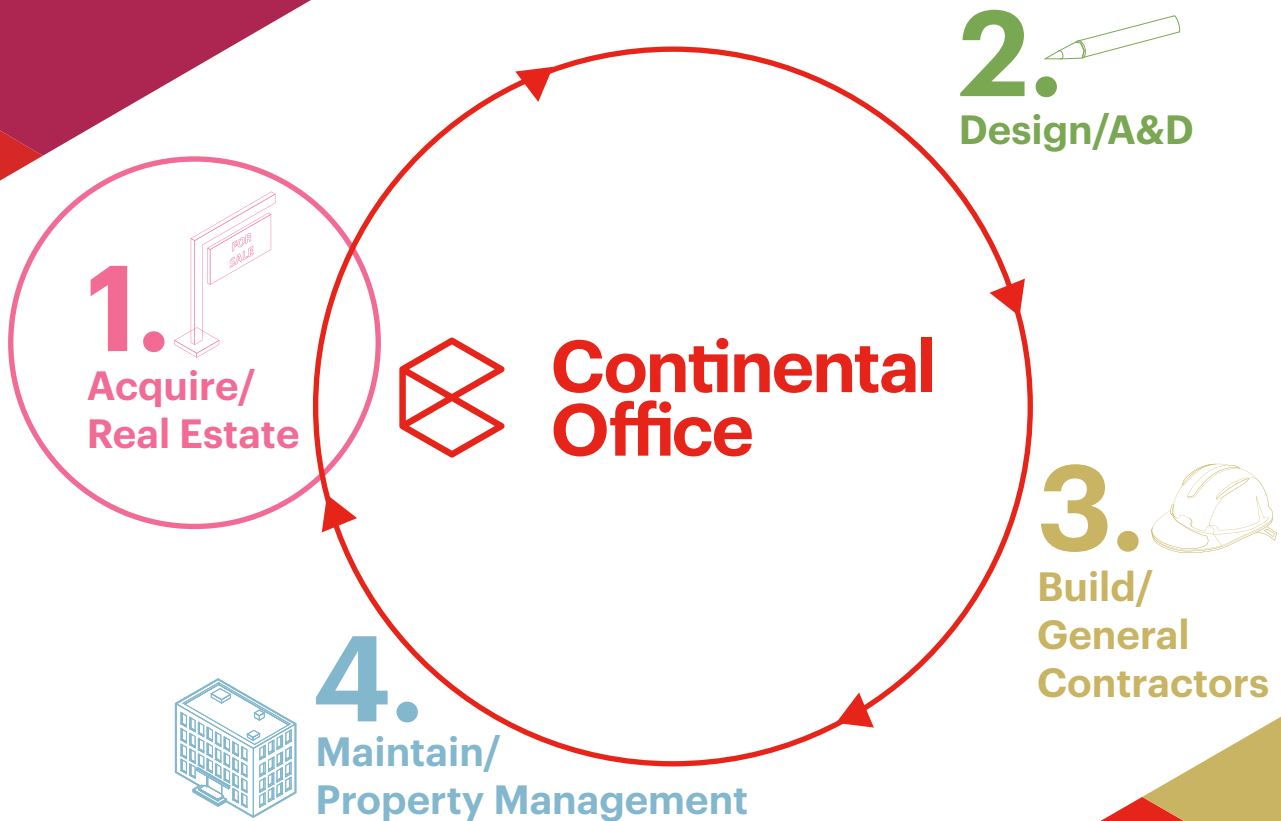 1.
FOR
SALE
Acquire/
Real Estate
2.
Design/A&D
Continental
Office
3.
Build/
General
Contractors
4.
Maintain/
Property Management